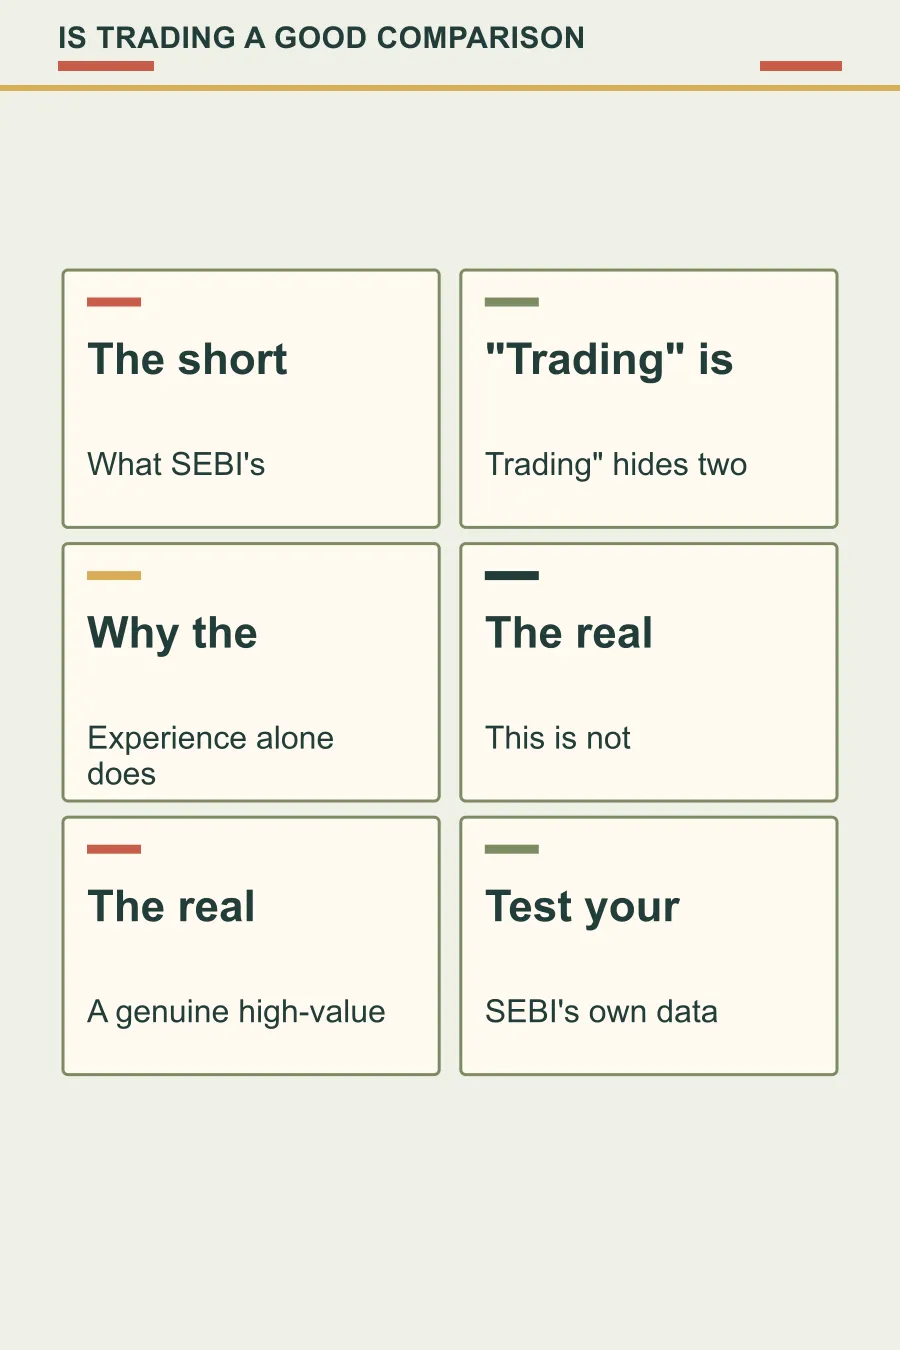 IS TRADING A GOOD COMPARISON
The short
What SEBI's
"Trading" is
Trading" hides two
Why the
Experience alone
does
The real
This is not
The real
A genuine high-value
Test your
SEBI's own data